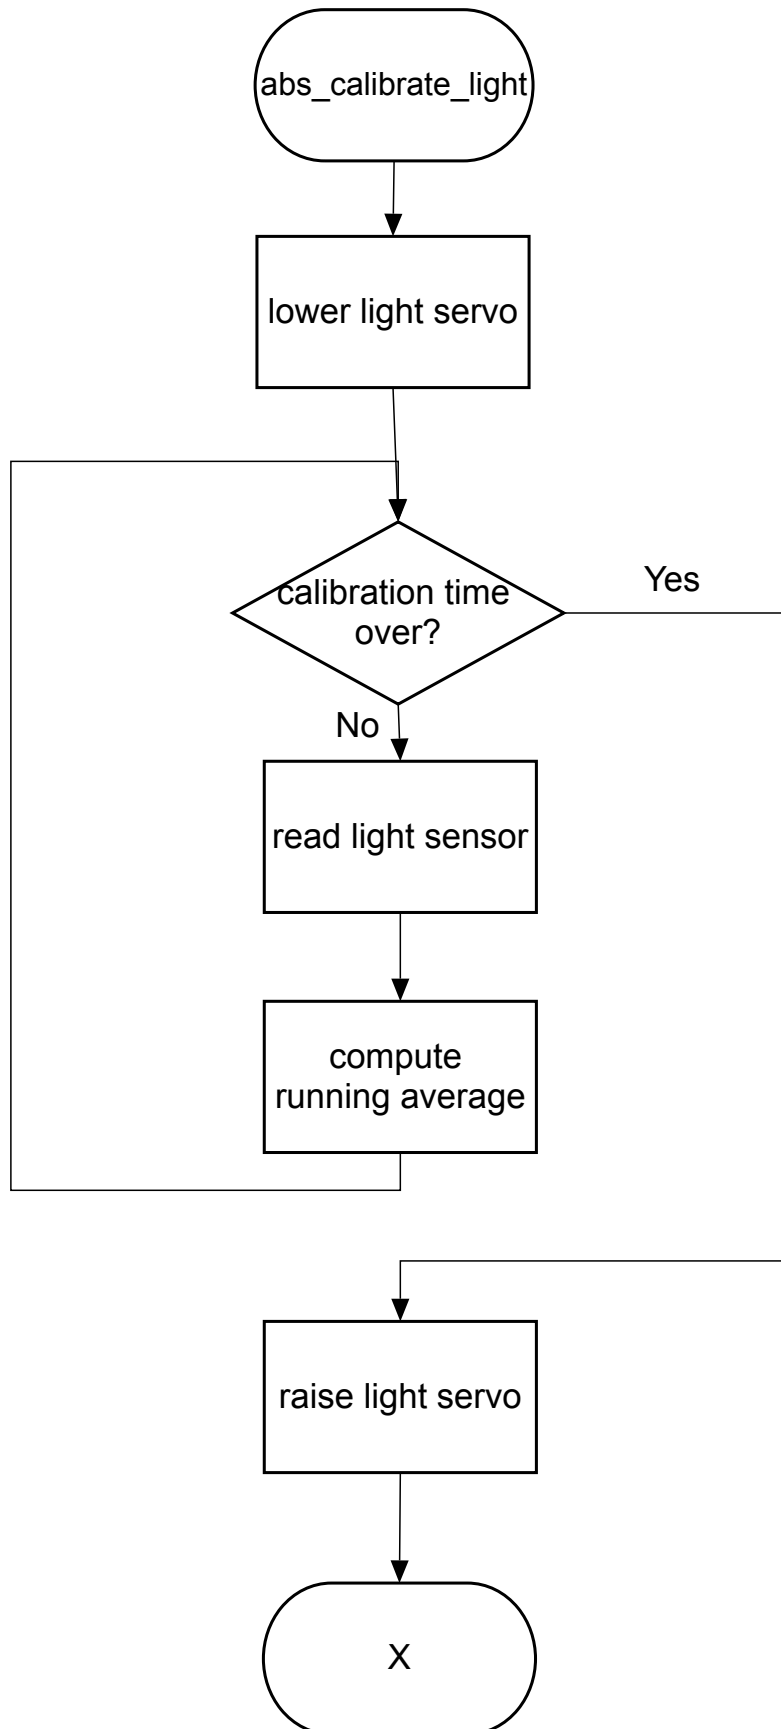 abs_calibrate_light
lower light servo
calibration time
over?
Yes
No
read light sensor
compute
running average
raise light servo
X